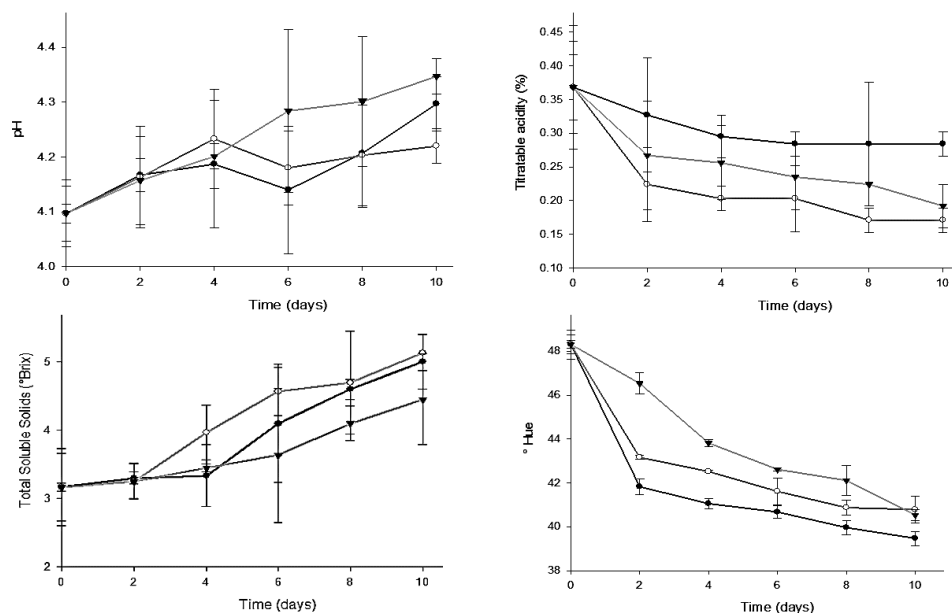 pH
4.4
4.3
4.2
4.1
4.0
0 2 4 6 8 10
Time (days)
Titratable acidity (%)
0.45
0.40
0.35
0.30
0.25
0.20
0.15
0.10
0 2 4 6 8 10
Time (days)
Total Soluble Solids (°Brix)
5
4
3
2
0 2 4 6 8 10
Time (days)
° Hue
48
46
44
42
40
38
0 2 4 6 8 10
Time (days)